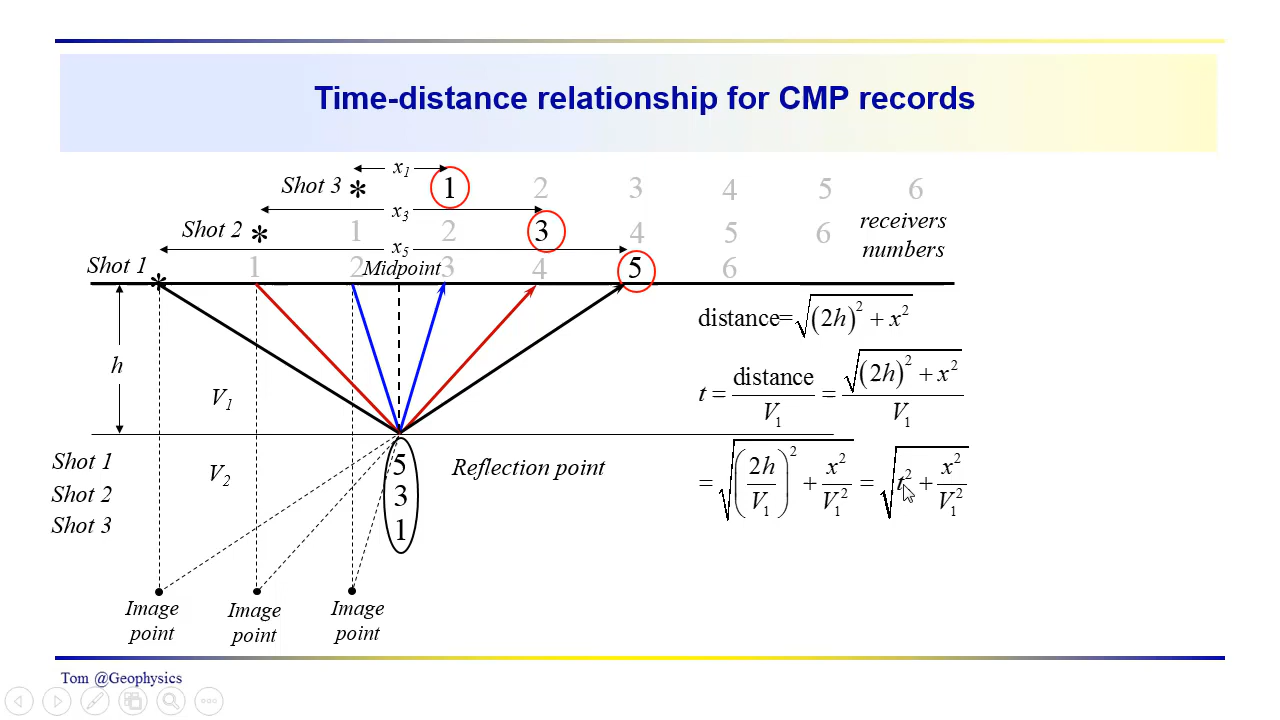 Time-distance relationship for CMP records
x1
Shot 3 * 1 2 3 4 5 6
x3
Shot 2 * 1 2 3 4 5 6
receivers
numbers
x5
Shot 1 * 1 2 Midpoint 3 4 5 6
h
V1
V2
distance=√((2h)² + x²)
t = distance/V1 = √((2h)² + x²)/V1
= √((2h/V1)² + x²/V1²) = √(t² + x²/V1²)
Shot 1 5
Shot 2 3
Shot 3 1
Reflection point
Image
point
Image
point
Image
point
Tom @Geophysics